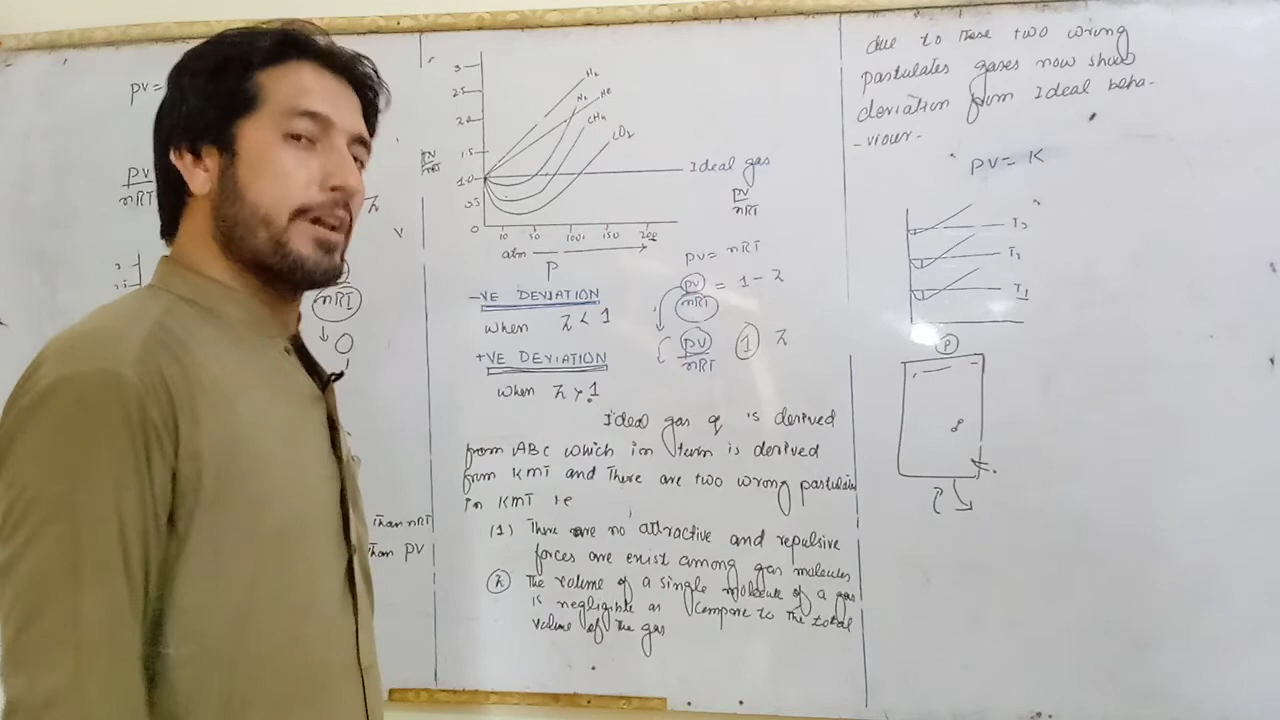 PV=
PV
nRT
nRT
Than nRT
Than PV
3
2.5
1.5
1.0
0.5
0
10 50 100 150 200
atm
P
H2
N2
He
CH4
CO2
Ideal gas
PV
nRT
PV
nRT
-VE DEVIATION
when Z < 1
+VE DEVIATION
when Z > 1
PV = nRT
PV = 1 - Z
nRT
PV 1 Z
nRT
Ideal gas q is derived
from ABC which in turn is derived
from KMT and There are two wrong pastulates
in KMT ie
(1) There are no attractive and repulsive
forces are exist among gas molecules
(2) The volume of a single molecule of a gas
is negligible as compare to the total
volume of the gas
due to these two wrong
pastulates gases now show
deviation from Ideal beha-
-viour-
PV = K
T3
T2
T1
P